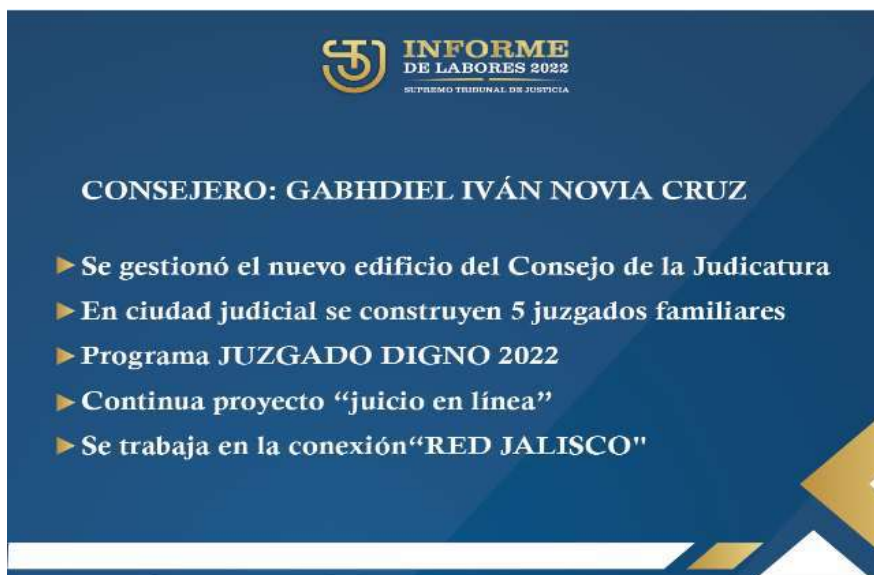 STJ
INFORME
DE LABORES 2022
SUPREMO TRIBUNAL DE JUSTICIA
CONSEJERO: GABHDIEL IVÁN NOVIA CRUZ
Se gestionó el nuevo edificio del Consejo de la Judicatura
En ciudad judicial se construyen 5 juzgados familiares
Programa JUZGADO DIGNO 2022
Continua proyecto “juicio en línea”
Se trabaja en la conexión“RED JALISCO"